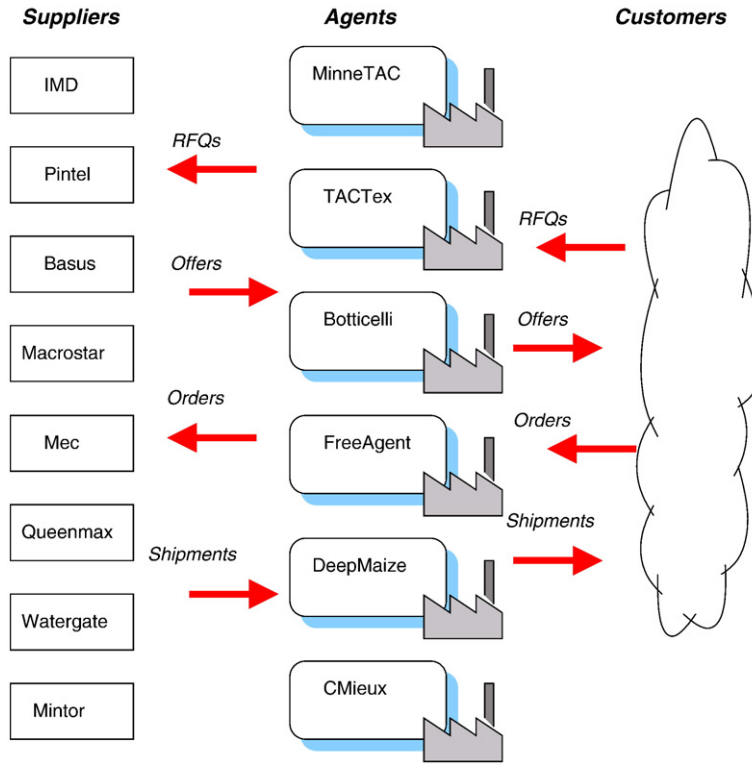 Suppliers
Agents
Customers
IMD
MinneTAC
RFQs
Pintel
TACTex
RFQs
Basus
Offers
Botticelli
Offers
Macrostar
Orders
Mec
FreeAgent
Orders
Queenmax
Shipments
Shipments
DeepMaize
Watergate
CMieux
Mintor